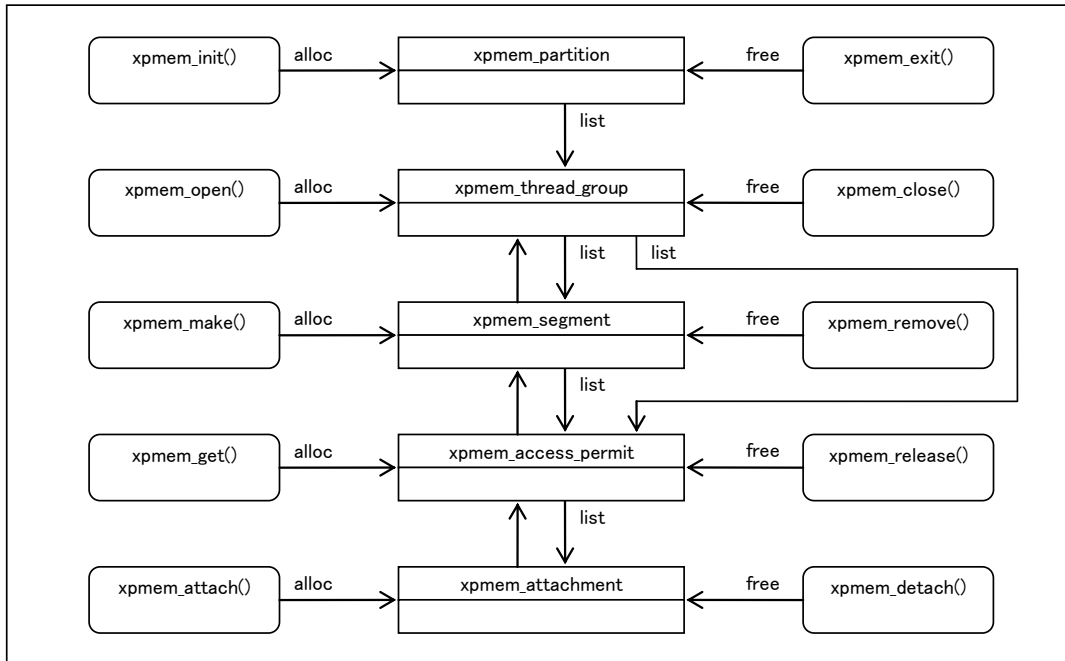 xpmem_init()
alloc
xpmem_partition
free
xpmem_exit()
list
xpmem_open()
alloc
xpmem_thread_group
free
xpmem_close()
list
list
xpmem_make()
alloc
xpmem_segment
free
xpmem_remove()
list
xpmem_get()
alloc
xpmem_access_permit
free
xpmem_release()
list
xpmem_attach()
alloc
xpmem_attachment
free
xpmem_detach()